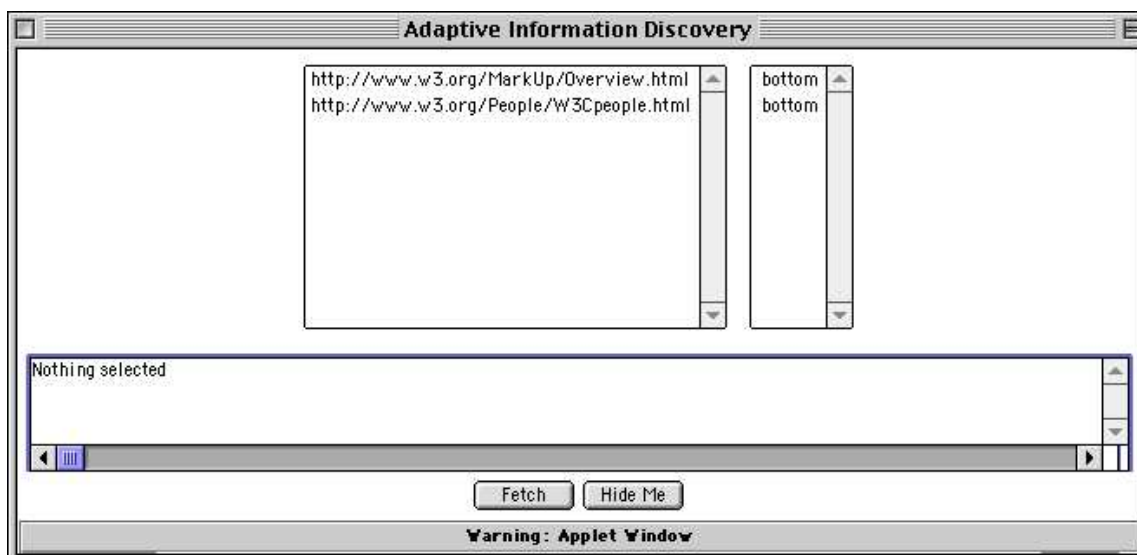 Adaptive Information Discovery
http://www.w3.org/MarkUp/Overview.html
http://www.w3.org/People/W3Cpeople.html
bottom
bottom
Nothing selected
Fetch
Hide Me
Warning: Applet Window